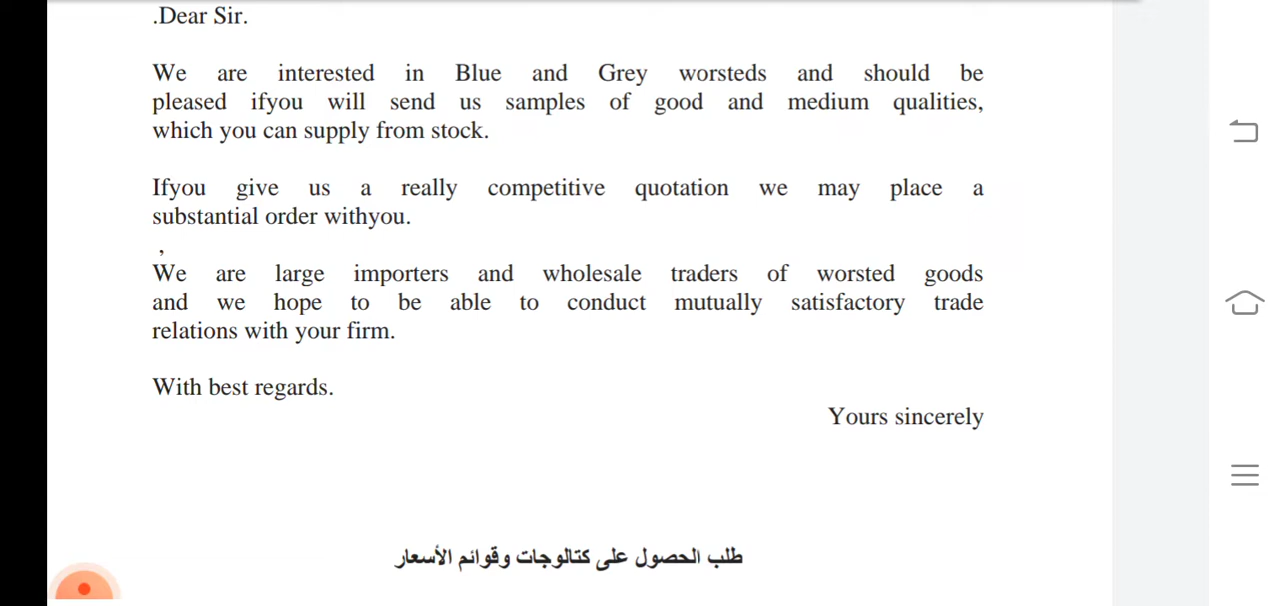 .Dear Sir.
We are interested in Blue and Grey worsteds and should be
pleased ifyou will send us samples of good and medium qualities,
which you can supply from stock.
Ifyou give us a really competitive quotation we may place a
substantial order withyou.
,
We are large importers and wholesale traders of worsted goods
and we hope to be able to conduct mutually satisfactory trade
relations with your firm.
With best regards.
Yours sincerely
طلب الحصول على كتالوجات وقوائم الأسعار